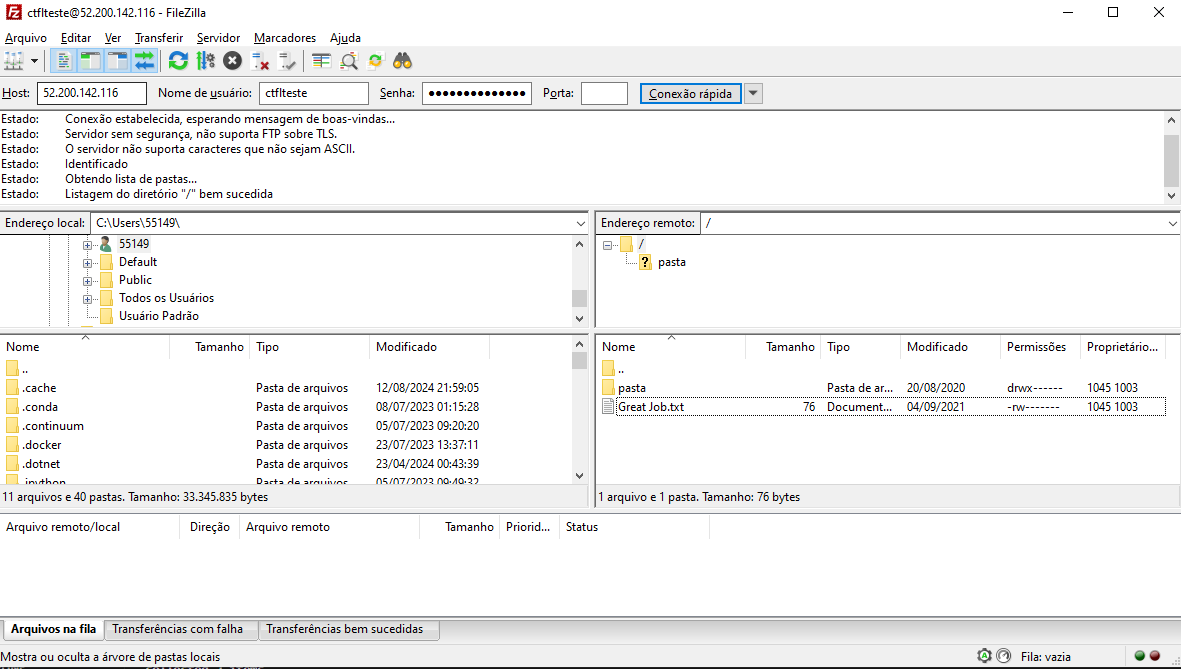 ctflteste@52.200.142.116 - FileZilla
Arquivo Editar Ver Transferir Servidor Marcadores Ajuda
Host: 52.200.142.116 Nome de usuário: ctflteste Senha: ●●●●●●●●●●●●●● Porta: Conexão rápida
Estado: Conexão estabelecida, esperando mensagem de boas-vindas...
Estado: Servidor sem segurança, não suporta FTP sobre TLS.
Estado: O servidor não suporta caracteres que não sejam ASCII.
Estado: Identificado
Estado: Obtendo lista de pastas...
Estado: Listagem do diretório "/" bem sucedida
Endereço local: C:\Users\55149\
55149
Default
Public
Todos os Usuários
Usuário Padrão
Endereço remoto: /
/
? pasta
Nome Tamanho Tipo Modificado
..
.cache Pasta de arquivos 12/08/2024 21:59:05
.conda Pasta de arquivos 08/07/2023 01:15:28
.continuum Pasta de arquivos 05/07/2023 09:20:20
.docker Pasta de arquivos 23/07/2023 13:37:11
.dotnet Pasta de arquivos 23/04/2024 00:43:39
.ipython Pasta de arquivos 05/07/2023 09:49:32
11 arquivos e 40 pastas. Tamanho: 33.345.835 bytes
Nome Tamanho Tipo Modificado Permissões Proprietário...
..
pasta Pasta de ar... 20/08/2020 drwx------ 1045 1003
Great Job.txt 76 Document... 04/09/2021 -rw------- 1045 1003
1 arquivo e 1 pasta. Tamanho: 76 bytes
Arquivo remoto/local Direção Arquivo remoto Tamanho Priorid... Status
Arquivos na fila Transferências com falha Transferências bem sucedidas
Mostra ou oculta a árvore de pastas locais Fila: vazia